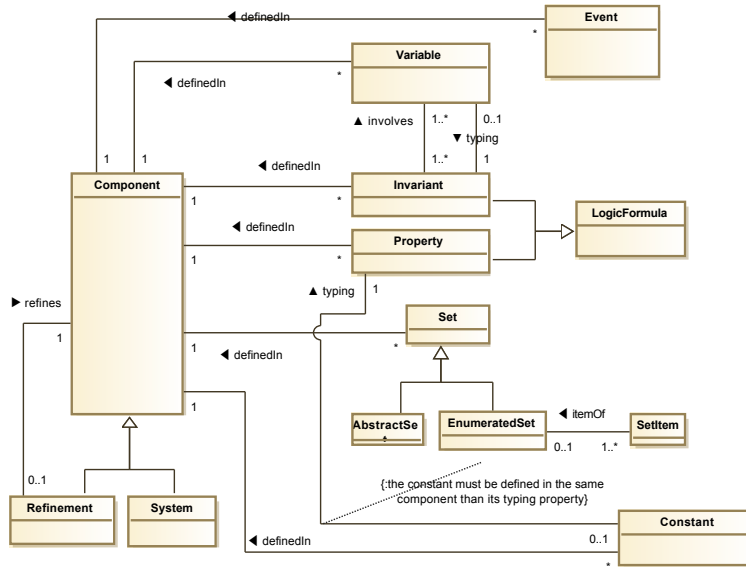 Event
◀ definedIn
*
Variable
*
◀ definedIn
▲ involves
1..*
0..1
▼ typing
1
1
1..*
1
◀ definedIn
Component
Invariant
1
*
LogicFormula
◀ definedIn
Property
1
*
▲ typing
1
▶ refines
Set
1
1
*
◀ definedIn
1
AbstractSe
EnumeratedSet
◀ itemOf
SetItem
0..1
1..*
0..1
{:the constant must be defined in the same
component than its typing property}
Refinement
System
Constant
◀ definedIn
0..1
*